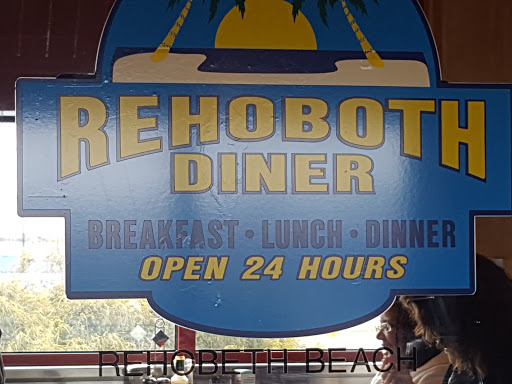 REHOBOTH
DINER
BREAKFAST · LUNCH · DINNER
OPEN 24 HOURS
REHOBETH BEACH